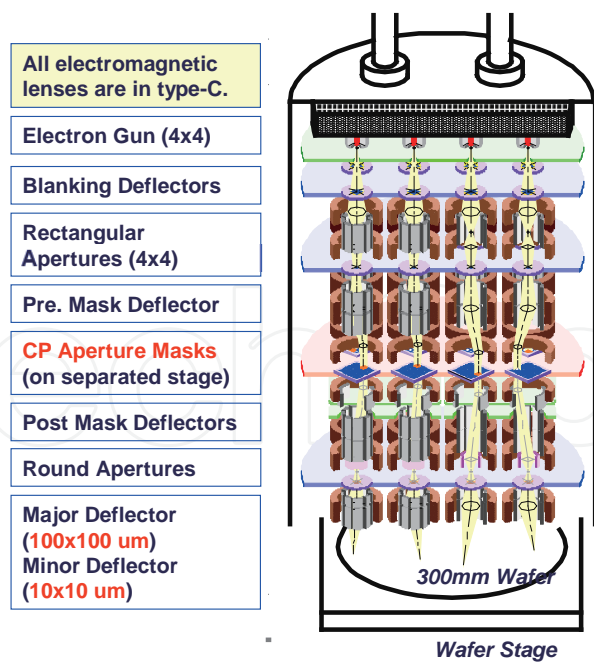 All electromagnetic
lenses are in type-C.
Electron Gun (4x4)
Blanking Deflectors
Rectangular
Apertures (4x4)
Pre. Mask Deflector
CP Aperture Masks
(on separated stage)
Post Mask Deflectors
Round Apertures
Major Deflector
(100x100 um)
Minor Deflector
(10x10 um)
300mm Wafer
Wafer Stage